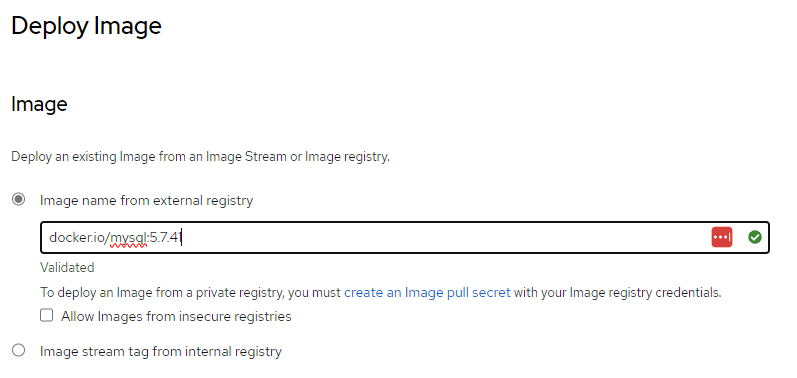 Deploy Image
Image
Deploy an existing Image from an Image Stream or Image registry.
Image name from external registry
docker.io/mysql:5.7.41
Validated
To deploy an Image from a private registry, you must create an Image pull secret with your Image registry credentials.
Allow Images from insecure registries
Image stream tag from internal registry